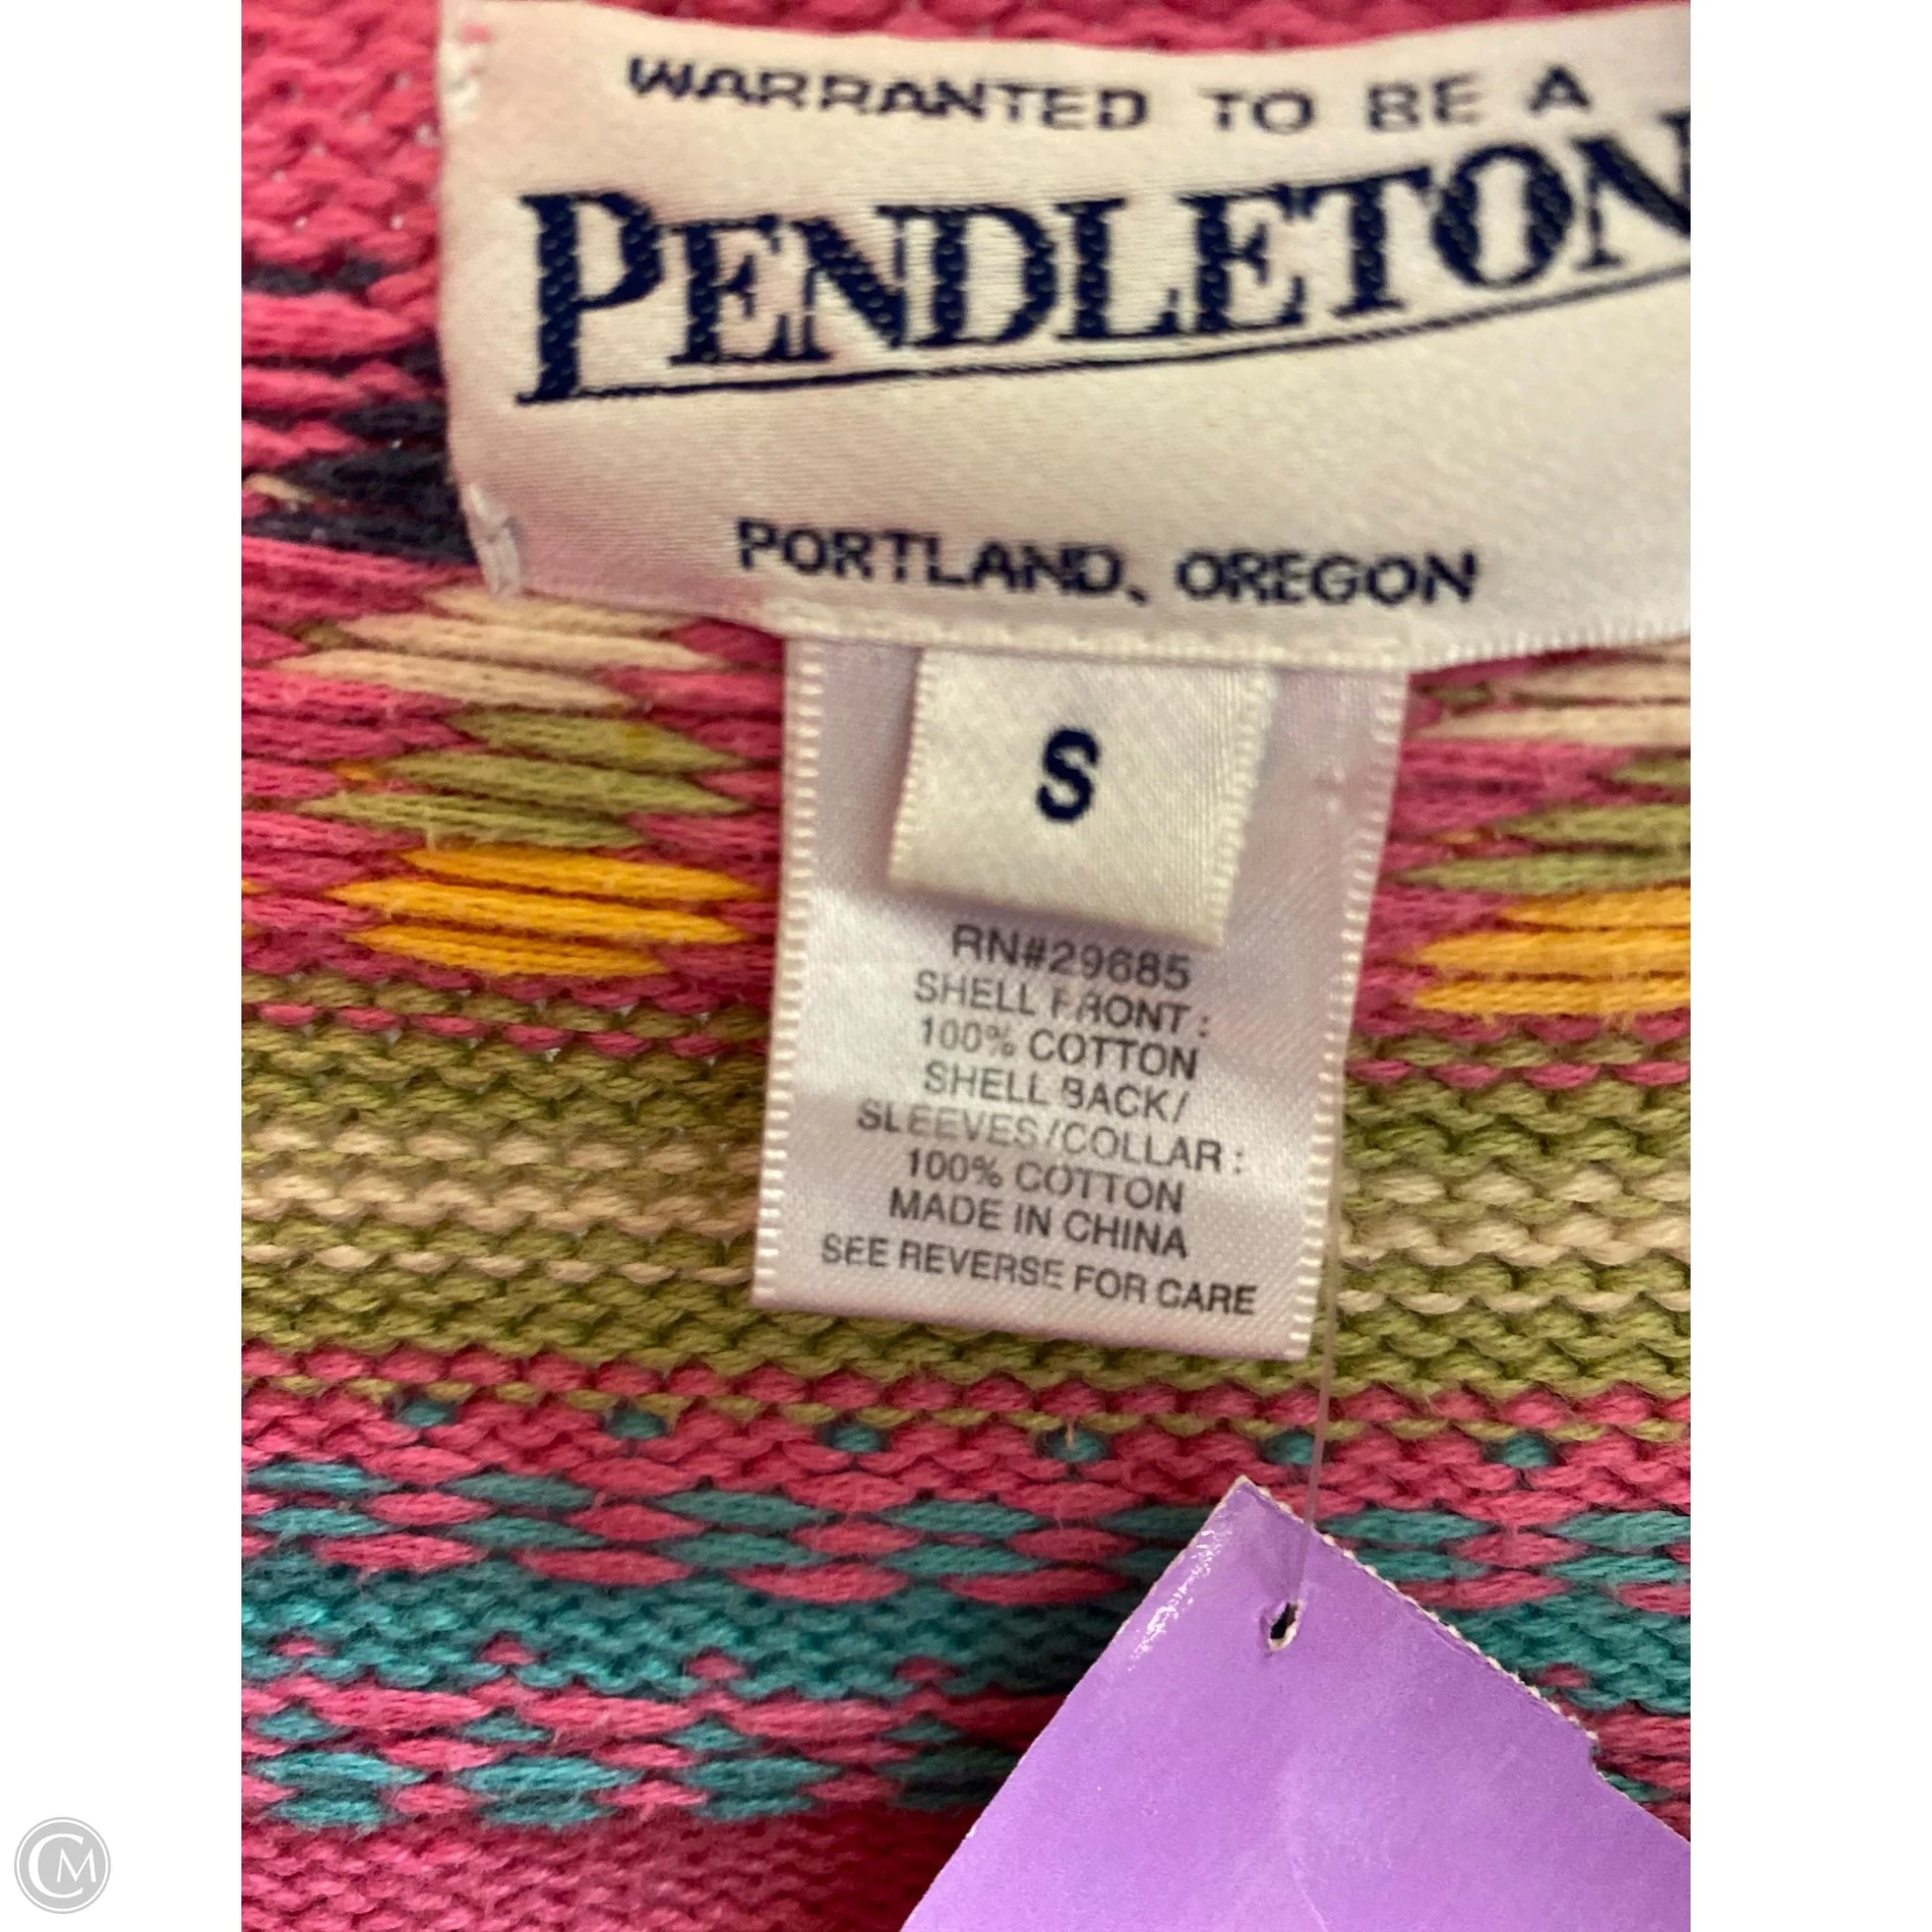 WARRANTED TO BE A
PENDLETON
PORTLAND, OREGON
S
RN#29685
SHELL FRONT :
100% COTTON
SHELL BACK/
SLEEVES/COLLAR :
100% COTTON
MADE IN CHINA
SEE REVERSE FOR CARE
CM